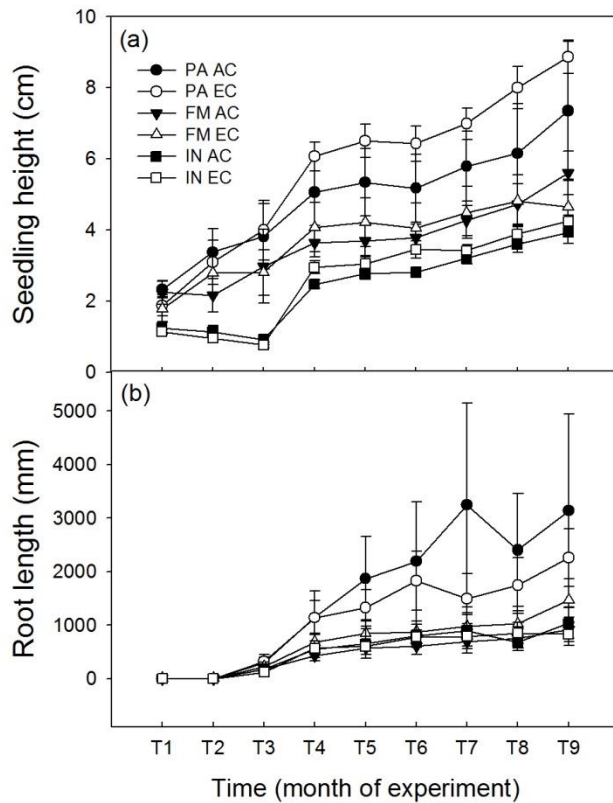 (a)
PA AC
PA EC
FM AC
FM EC
IN AC
IN EC
Seedling height (cm)
10
8
6
4
2
0
(b)
Root length (mm)
5000
4000
3000
2000
1000
0
T1 T2 T3 T4 T5 T6 T7 T8 T9
Time (month of experiment)